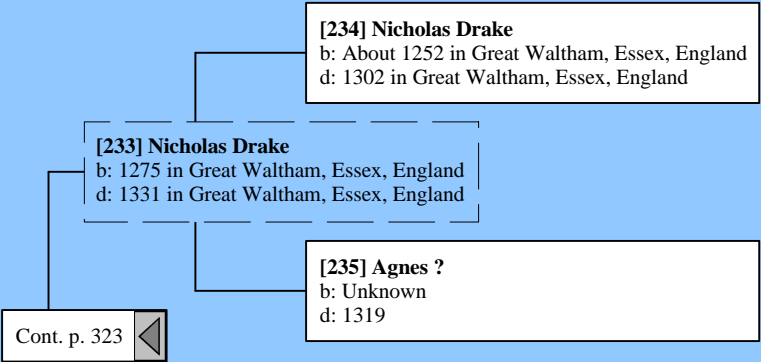 [234] Nicholas Drake
b: About 1252 in Great Waltham, Essex, England
d: 1302 in Great Waltham, Essex, England
[233] Nicholas Drake
b: 1275 in Great Waltham, Essex, England
d: 1331 in Great Waltham, Essex, England
[235] Agnes ?
b: Unknown
d: 1319
Cont. p. 323